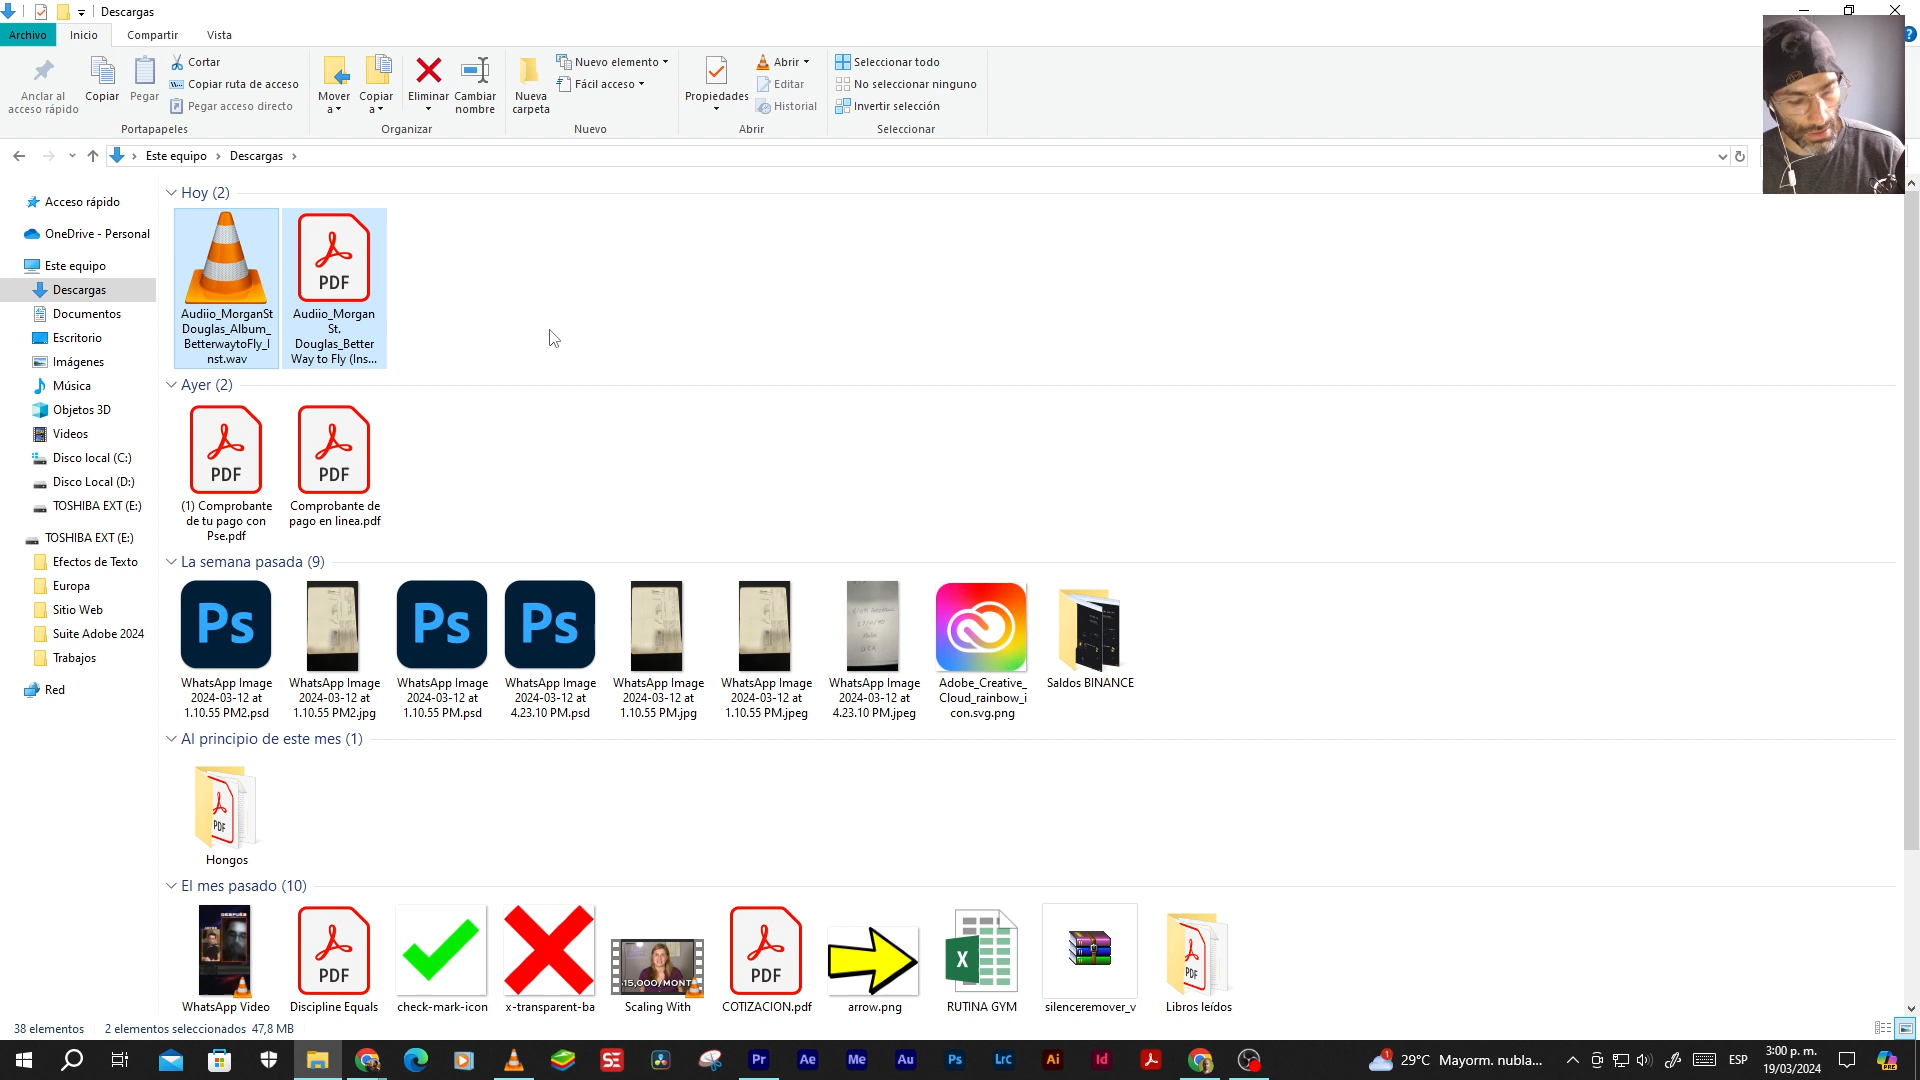 Descargas
Archivo
Inicio
Compartir
Vista
Anclar al
acceso rápido
Copiar
Pegar
Cortar
Copiar ruta de acceso
Pegar acceso directo
Portapapeles
Mover
a
Copiar
a
Eliminar
Cambiar
nombre
Organizar
Nueva
carpeta
Nuevo elemento
Fácil acceso
Nuevo
Propiedades
Abrir
Editar
Historial
Abrir
Seleccionar todo
No seleccionar ninguno
Invertir selección
Seleccionar
Este equipo
Descargas
Acceso rápido
OneDrive - Personal
Este equipo
Descargas
Documentos
Escritorio
Imágenes
Música
Objetos 3D
Videos
Disco local (C:)
Disco Local (D:)
TOSHIBA EXT (E:)
TOSHIBA EXT (E:)
Efectos de Texto
Europa
Sitio Web
Suite Adobe 2024
Trabajos
Red
Hoy (2)
Audiio_MorganSt
Douglas_Album_
BetterwaytoFly_I
nst.wav
PDF
Audiio_Morgan
St.
Douglas_Better
Way to Fly (Ins...
Ayer (2)
PDF
(1) Comprobante
de tu pago con
Pse.pdf
PDF
Comprobante de
pago en linea.pdf
La semana pasada (9)
Ps
WhatsApp Image
2024-03-12 at
1.10.55 PM2.psd
WhatsApp Image
2024-03-12 at
1.10.55 PM2.jpg
Ps
WhatsApp Image
2024-03-12 at
1.10.55 PM.psd
Ps
WhatsApp Image
2024-03-12 at
4.23.10 PM.psd
WhatsApp Image
2024-03-12 at
1.10.55 PM.jpg
WhatsApp Image
2024-03-12 at
1.10.55 PM.jpeg
WhatsApp Image
2024-03-12 at
4.23.10 PM.jpeg
Adobe_Creative_
Cloud_rainbow_i
con.svg.png
Saldos BINANCE
Al principio de este mes (1)
PDF
Hongos
El mes pasado (10)
DESPUÉS
WhatsApp Video
PDF
Discipline Equals
check-mark-icon
x-transparent-ba
15,000/MONT
Scaling With
PDF
COTIZACION.pdf
arrow.png
X
RUTINA GYM
silenceremover_v
PDF
Libros leídos
38 elementos
2 elementos seleccionados 47,8 MB
SE
Pr
Ae
Me
Au
Ps
Lrc
Ai
Id
1
29°C Mayorm. nubla...
ESP
3:00 p. m.
19/03/2024
PRE